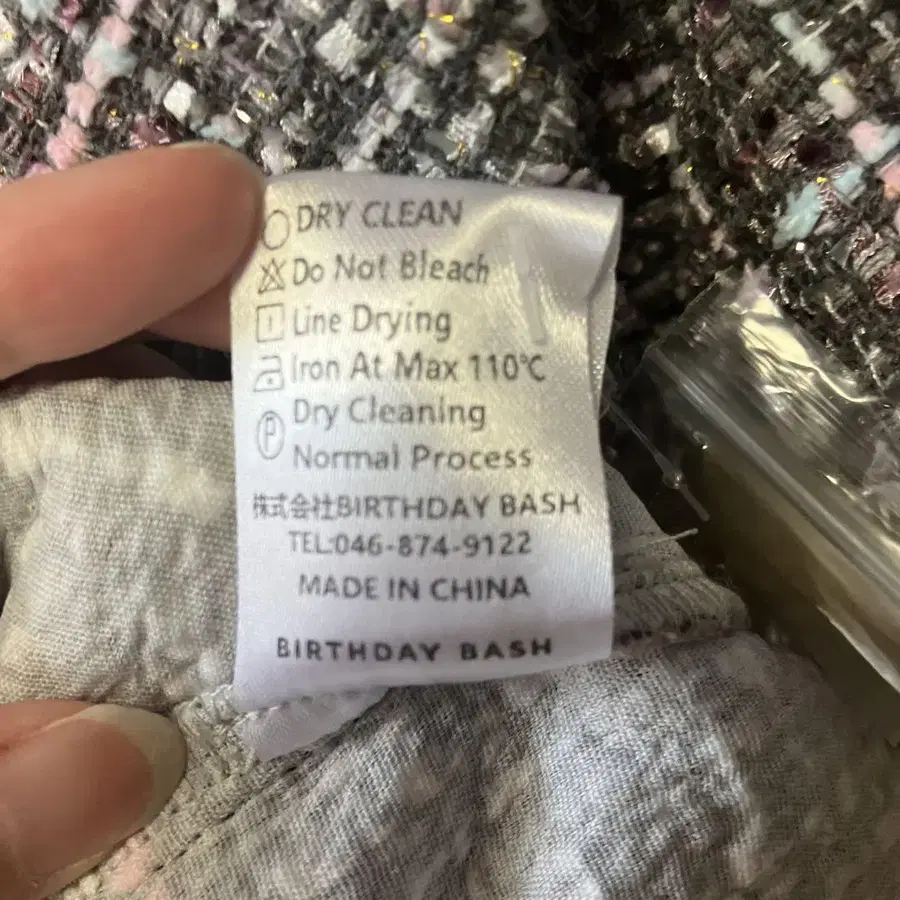 DRY CLEAN
Do Not Bleach
Line Drying
Iron At Max 110℃
Dry Cleaning
Normal Process
株式会社BIRTHDAY BASH
TEL:046-874-9122
MADE IN CHINA
BIRTHDAY BASH